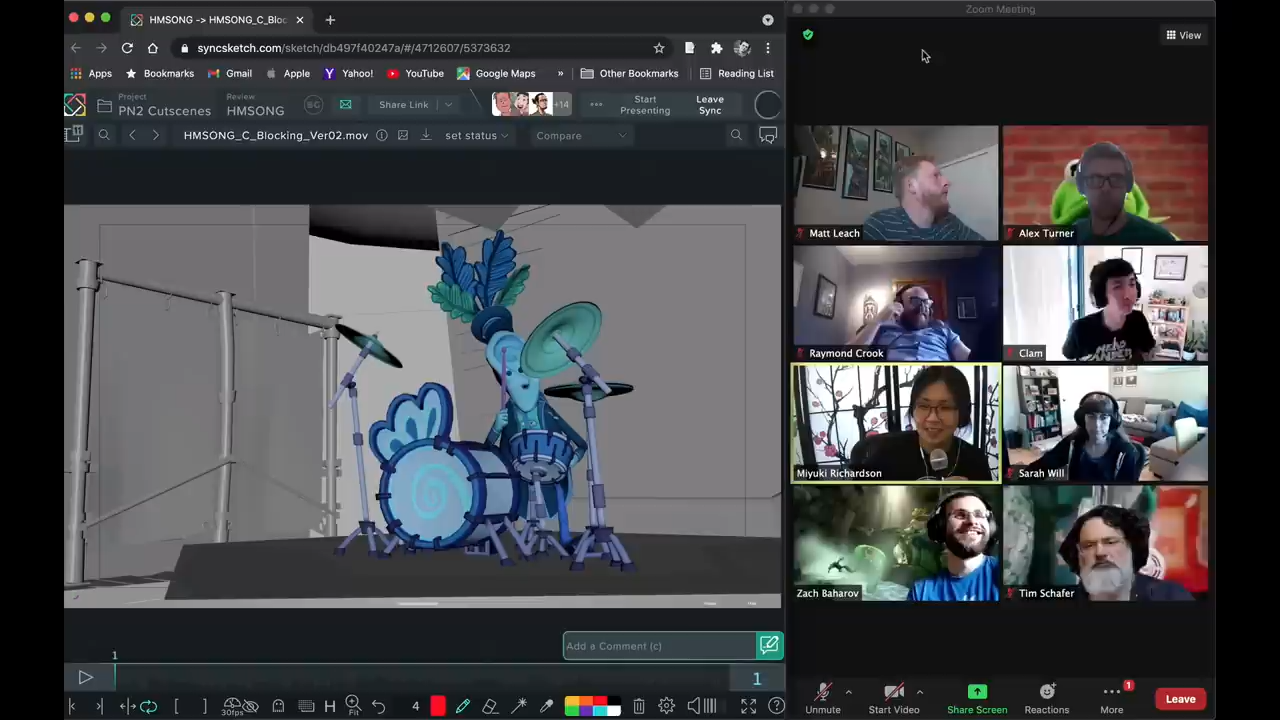 HMSONG -> HMSONG_C_Bloc
Zoom Meeting
syncsketch.com/sketch/db497f40247a/#/4712607/5373632
View
Apps
Bookmarks
Gmail
Apple
Yahoo!
YouTube
Google Maps
»
Other Bookmarks
Reading List
Project
PN2 Cutscenes
Review
HMSONG
BG
Share Link
+14
Start
Presenting
Leave
Sync
HMSONG_C_Blocking_Ver02.mov
set status
Compare
Matt Leach
Alex Turner
Raymond Crook
Clam
Miyuki Richardson
Sarah Will
Zach Baharov
Tim Schafer
Add a Comment (c)
1
1
30fps
H
Fit
4
Unmute
Start Video
Share Screen
Reactions
More
1
Leave